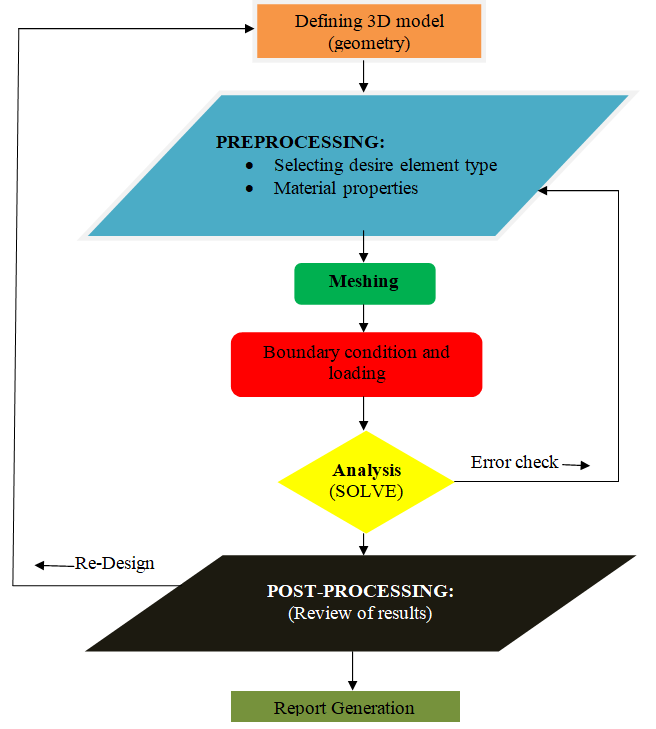 Defining 3D model
(geometry)
PREPROCESSING:
• Selecting desire element type
• Material properties
Meshing
Boundary condition and
loading
Analysis
(SOLVE)
Error check
Re-Design
POST-PROCESSING:
(Review of results)
Report Generation